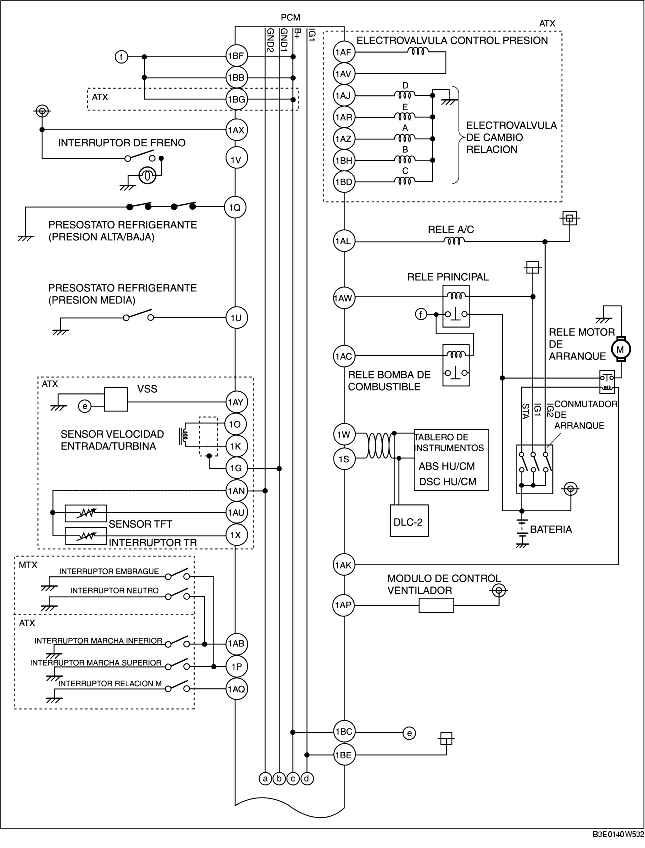 PCM
ATX
GND2
GND1
B+
IG1
f
1BF
1BB
1BG
ATX
1AX
INTERRUPTOR DE FRENO
1V
1Q
PRESOSTATO REFRIGERANTE
(PRESION ALTA/BAJA)
PRESOSTATO REFRIGERANTE
(PRESION MEDIA)
1U
ATX
VSS
e
1AY
SENSOR VELOCIDAD
ENTRADA/TURBINA
1O
1K
1G
1AN
1AU
SENSOR TFT
1X
INTERRUPTOR TR
MTX
INTERRUPTOR EMBRAGUE
INTERRUPTOR NEUTRO
ATX
INTERRUPTOR MARCHA INFERIOR
1AB
INTERRUPTOR MARCHA SUPERIOR
1P
INTERRUPTOR RELACION M
1AQ
a
b
c
d
ELECTROVALVULA CONTROL PRESION
1AF
1AV
1AJ
D
1AR
E
1AZ
A
1BH
B
1BD
C
ELECTROVALVULA
DE CAMBIO
RELACION
1AL
RELE A/C
RELE PRINCIPAL
1AW
f
1AC
RELE BOMBA DE
COMBUSTIBLE
RELE MOTOR
DE
ARRANQUE
M
STA
IG1
IG2
CONMUTADOR
DE
ARRANQUE
1W
1S
TABLERO DE
INSTRUMENTOS
ABS HU/CM
DSC HU/CM
DLC-2
BATERIA
1AK
MODULO DE CONTROL
VENTILADOR
1AP
1BC
e
1BE
B3E0140W532